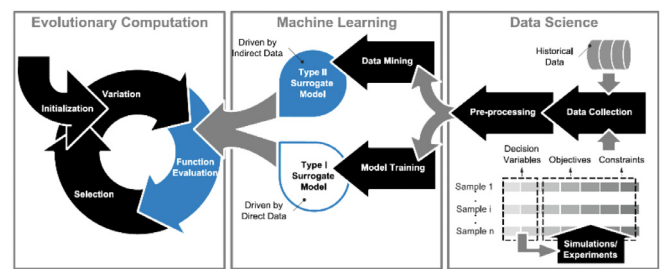 Evolutionary Computation
Initialization
Variation
Selection
Function
Evaluation
Machine Learning
Driven by
Indirect Data
Type II
Surrogate
Model
Data Mining
Type I
Surrogate
Model
Model Training
Driven by
Direct Data
Data Science
Historical
Data
Pre-processing
Data Collection
Decision
Variables
Objectives
Constraints
Sample 1
.
Sample i
.
Sample n
Simulations/
Experiments